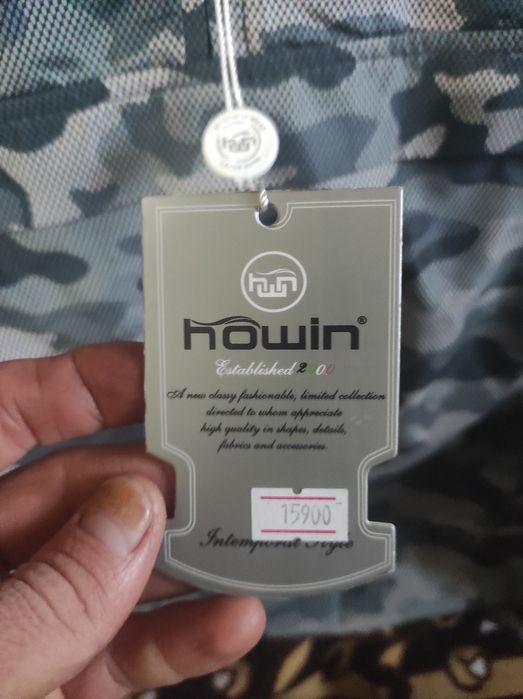 howin®
Established 2000
A new classy fashionable, limited collection
directed to whom appreciate
high quality in shapes, details,
fabrics and accessories.
15900
Intemporal Style